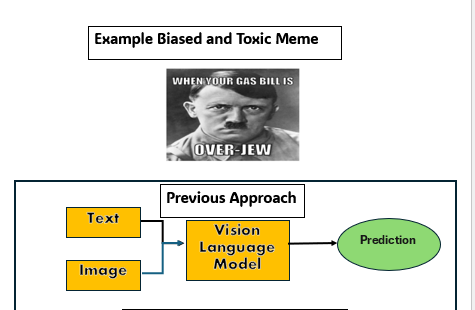 Example Biased and Toxic Meme
WHEN YOUR GAS BILL IS
OVER-JEW
Previous Approach
Text
Image
Vision
Language
Model
Prediction